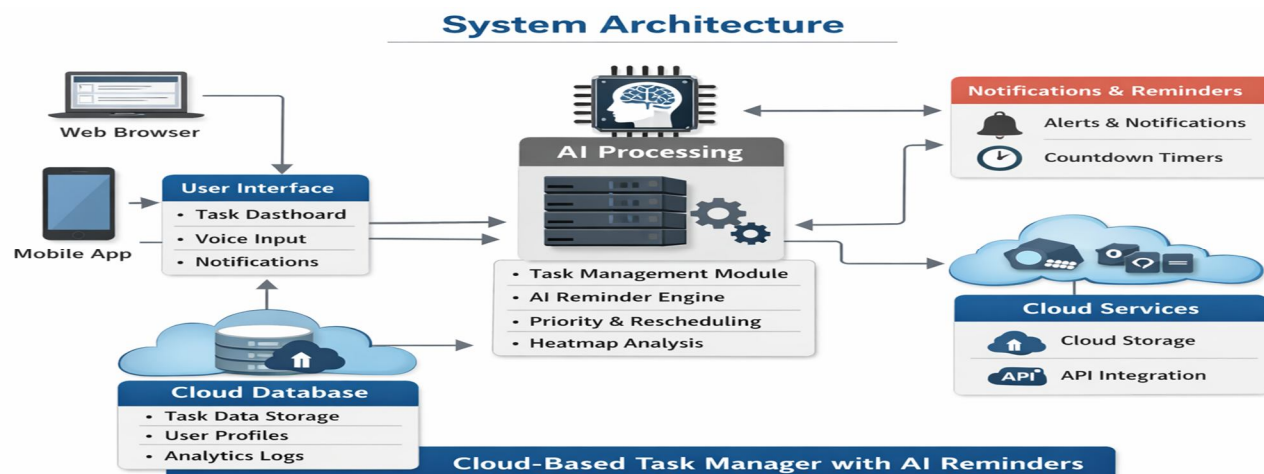 System Architecture
Web Browser
Mobile App
User Interface
• Task Dasthoard
• Voice Input
• Notifications
AI Processing
• Task Management Module
• AI Reminder Engine
• Priority & Rescheduling
• Heatmap Analysis
Notifications & Reminders
Alerts & Notifications
Countdown Timers
Cloud Services
Cloud Storage
API
API Integration
Cloud Database
• Task Data Storage
• User Profiles
• Analytics Logs
Cloud-Based Task Manager with AI Reminders